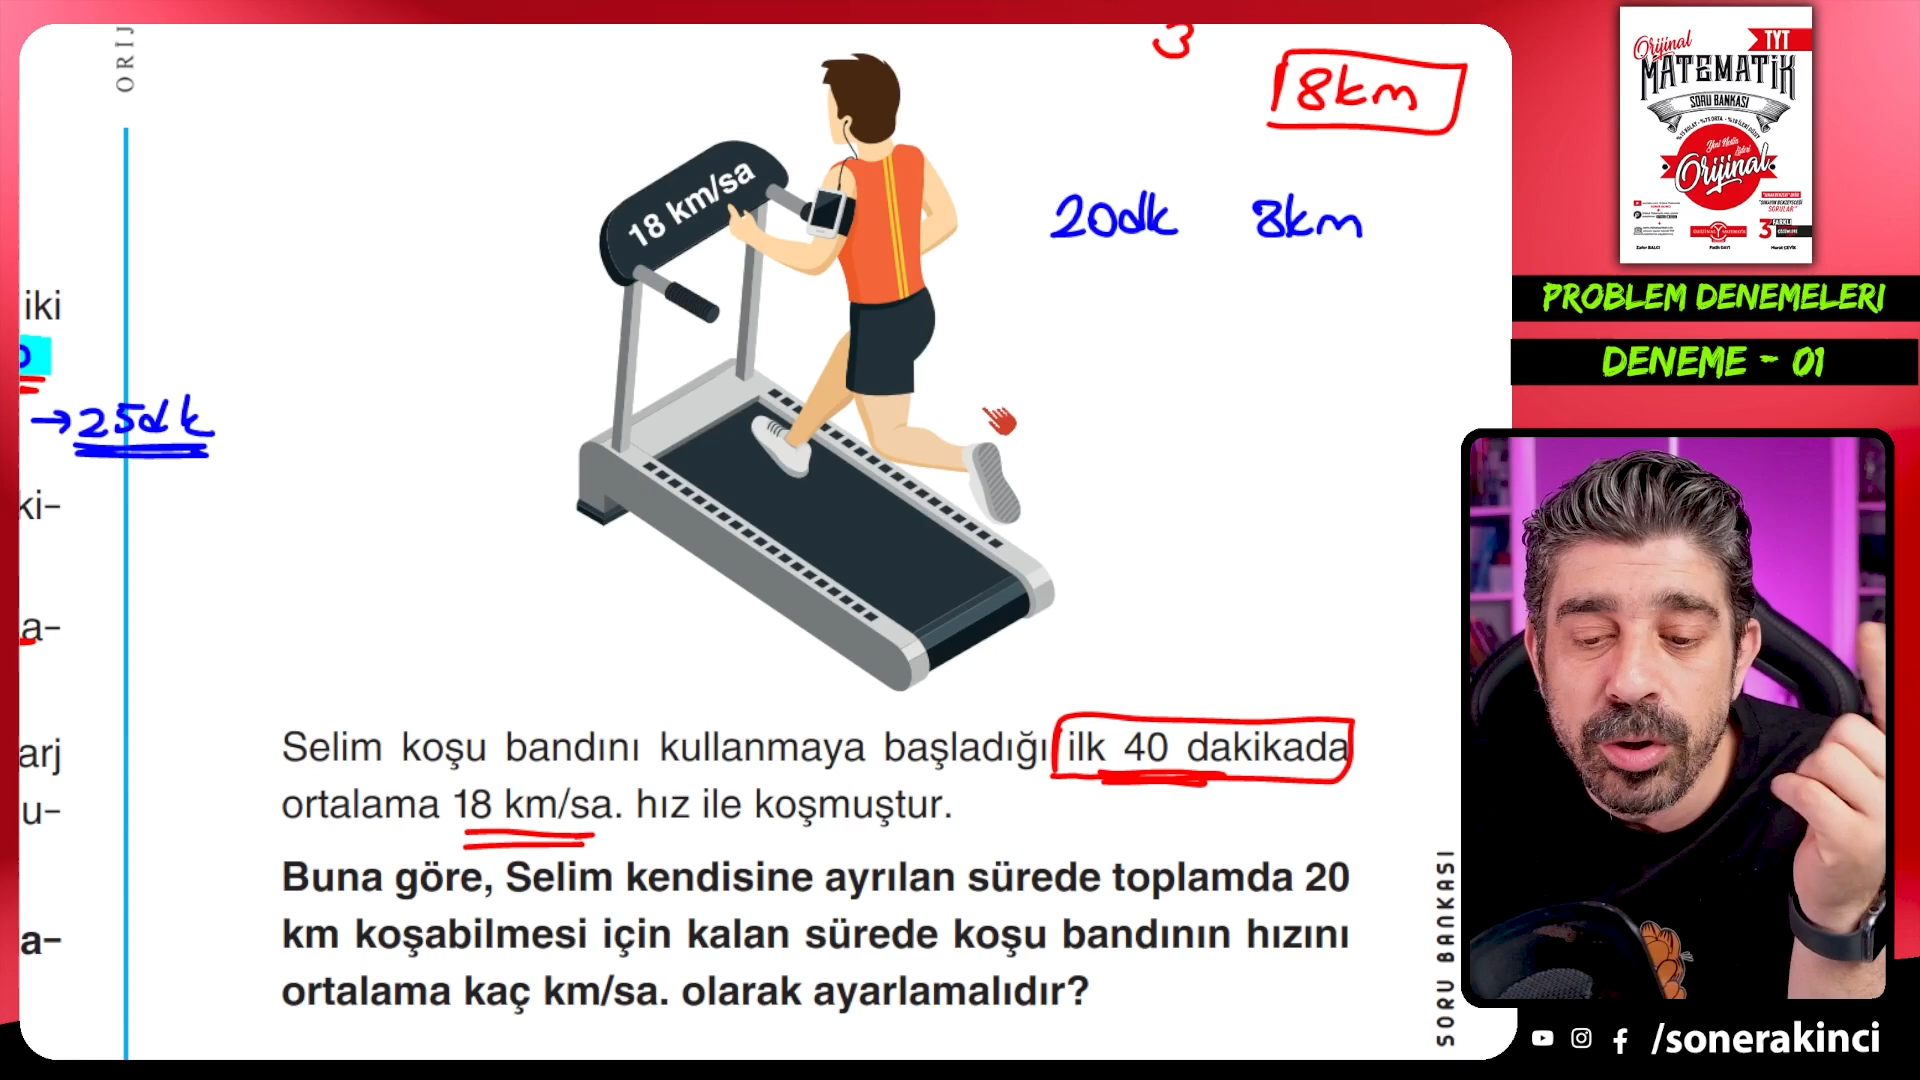 ORİJ
3
8km
18 km/sa
20dk 8km
iki
→25dk
ki-
a-
arj
u-
a-
Selim koşu bandını kullanmaya başladığı ilk 40 dakikada
ortalama 18 km/sa. hız ile koşmuştur.
Buna göre, Selim kendisine ayrılan sürede toplamda 20
km koşabilmesi için kalan sürede koşu bandının hızını
ortalama kaç km/sa. olarak ayarlamalıdır?
SORU BANKASI
Orijinal
TYT
MATEMATİK
SORU BANKASI
Orijinal
PROBLEM DENEMELERİ
DENEME - 01
/sonerakinci